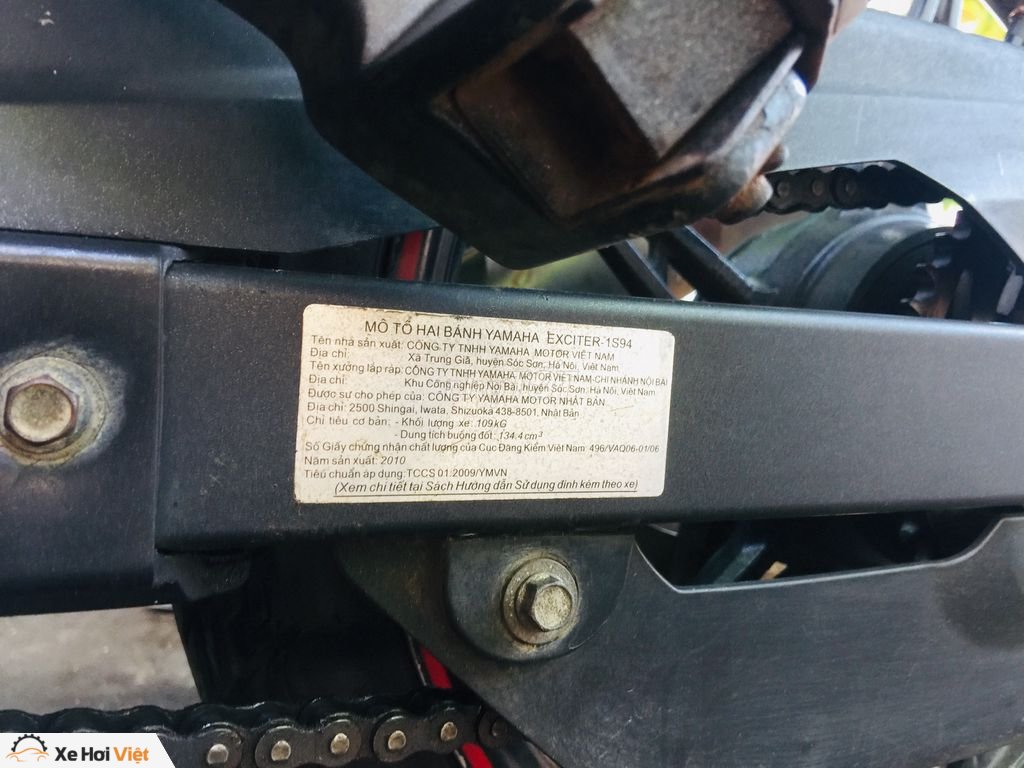 MÔ TÔ HAI BÁNH YAMAHA EXCITER-1S94
Tên nhà sản xuất: CÔNG TY TNHH YAMAHA MOTOR VIỆT NAM
Địa chỉ: Xã Trung Giã, huyện Sóc Sơn, Hà Nội, Việt Nam
Tên xưởng lắp ráp: CÔNG TY TNHH YAMAHA MOTOR VIỆT NAM-CHI NHÁNH NỘI BÀI
Địa chỉ: Khu Công nghiệp Nội Bài, huyện Sóc Sơn, Hà Nội, Việt Nam
Được sự cho phép của: CÔNG TY YAMAHA MOTOR NHẬT BẢN
Địa chỉ: 2500 Shingai, Iwata, Shizuoka 438-8501, Nhật Bản
Chỉ tiêu cơ bản: - Khối lượng xe: 109kG
- Dung tích buồng đốt: 134.4 cm³
Số Giấy chứng nhận chất lượng của Cục Đăng Kiểm Việt Nam: 496/VAQ06-01/06
Năm sản xuất: 2010
Tiêu chuẩn áp dụng: TCCS 01:2009/YMVN
(Xem chi tiết tại Sách Hướng dẫn Sử dụng đính kèm theo xe)
Xe Hơi Việt